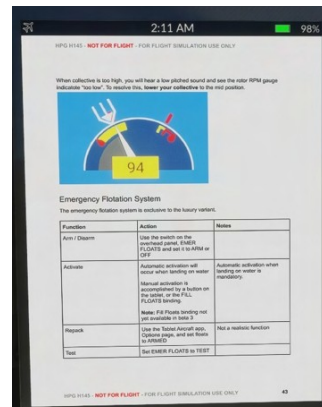 2:11 AM
98%
HPG H145 - NOT FOR FLIGHT - FOR FLIGHT SIMULATION USE ONLY
When collective is too high, you will hear a low pitched sound and see the rotor RPM gauge
indicatate "too low". To resolve this, lower your collective to the mid position.
94
Emergency Flotation System
The emergency flotation system is exclusive to the luxury variant.
Function Action Notes
Arm / Disarm Use the switch on the
overhead panel, EMER
FLOATS and set it to ARM or
OFF
Activate Automatic activation will Automatic activation when
occur when landing on water landing on water is
mandatory.
Manual activation is
accomplished by a button on
the tablet, or the FILL
FLOATS binding.
Note: Fill Floats binding not
yet available in beta 3
Repack Use the Tablet Aircraft app, Not a realistic function
Options page, and set floats
to ARMED
Test Set EMER FLOATS to TEST
HPG H145 - NOT FOR FLIGHT - FOR FLIGHT SIMULATION USE ONLY 43